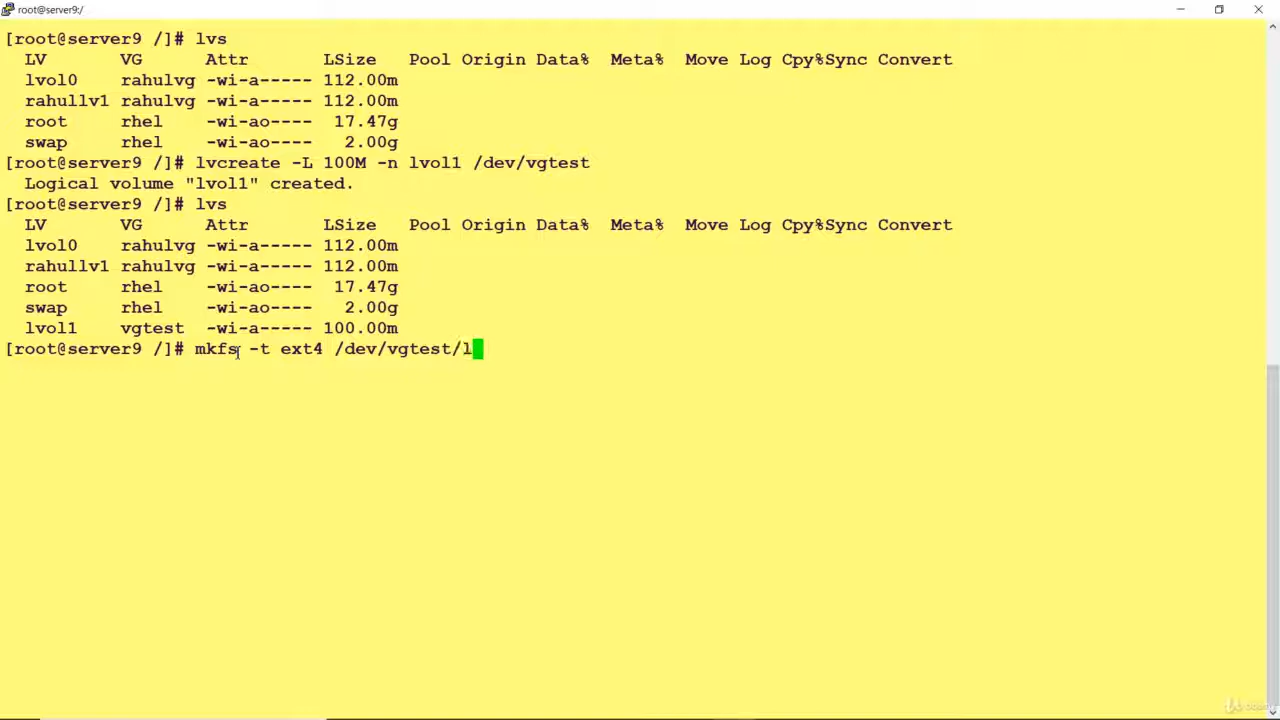 root@server9:/
[root@server9 /]# lvs
  LV       VG      Attr       LSize   Pool Origin Data%  Meta%  Move Log Cpy%Sync Convert
  lvol0    rahulvg -wi-a----- 112.00m
  rahullv1 rahulvg -wi-a----- 112.00m
  root     rhel    -wi-ao----  17.47g
  swap     rhel    -wi-ao----   2.00g
[root@server9 /]# lvcreate -L 100M -n lvol1 /dev/vgtest
  Logical volume "lvol1" created.
[root@server9 /]# lvs
  LV       VG      Attr       LSize   Pool Origin Data%  Meta%  Move Log Cpy%Sync Convert
  lvol0    rahulvg -wi-a----- 112.00m
  rahullv1 rahulvg -wi-a----- 112.00m
  root     rhel    -wi-ao----  17.47g
  swap     rhel    -wi-ao----   2.00g
  lvol1    vgtest  -wi-a----- 100.00m
[root@server9 /]# mkfs -t ext4 /dev/vgtest/l